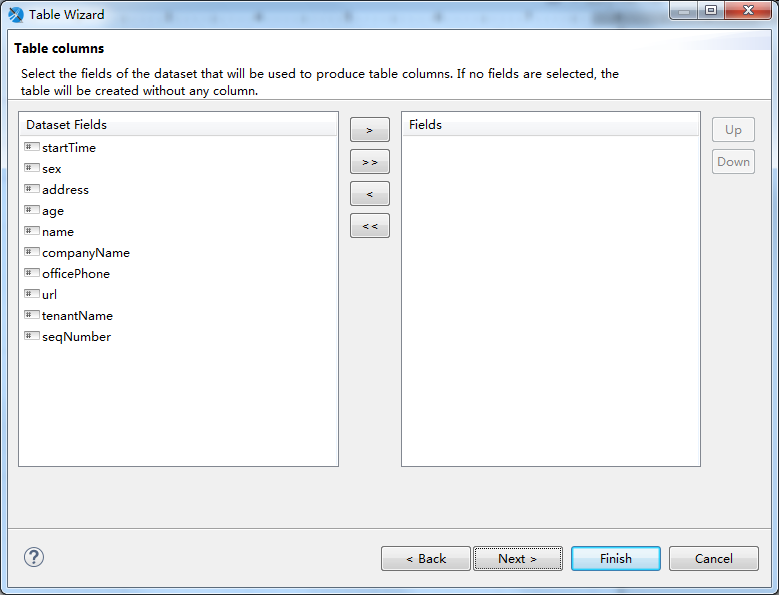 Table Wizard
Table columns
Select the fields of the dataset that will be used to produce table columns. If no fields are selected, the
table will be created without any column.
Dataset Fields
startTime
sex
address
age
name
companyName
officePhone
url
tenantName
seqNumber
>
>>
<
<<
Fields
Up
Down
?
< Back
Next >
Finish
Cancel